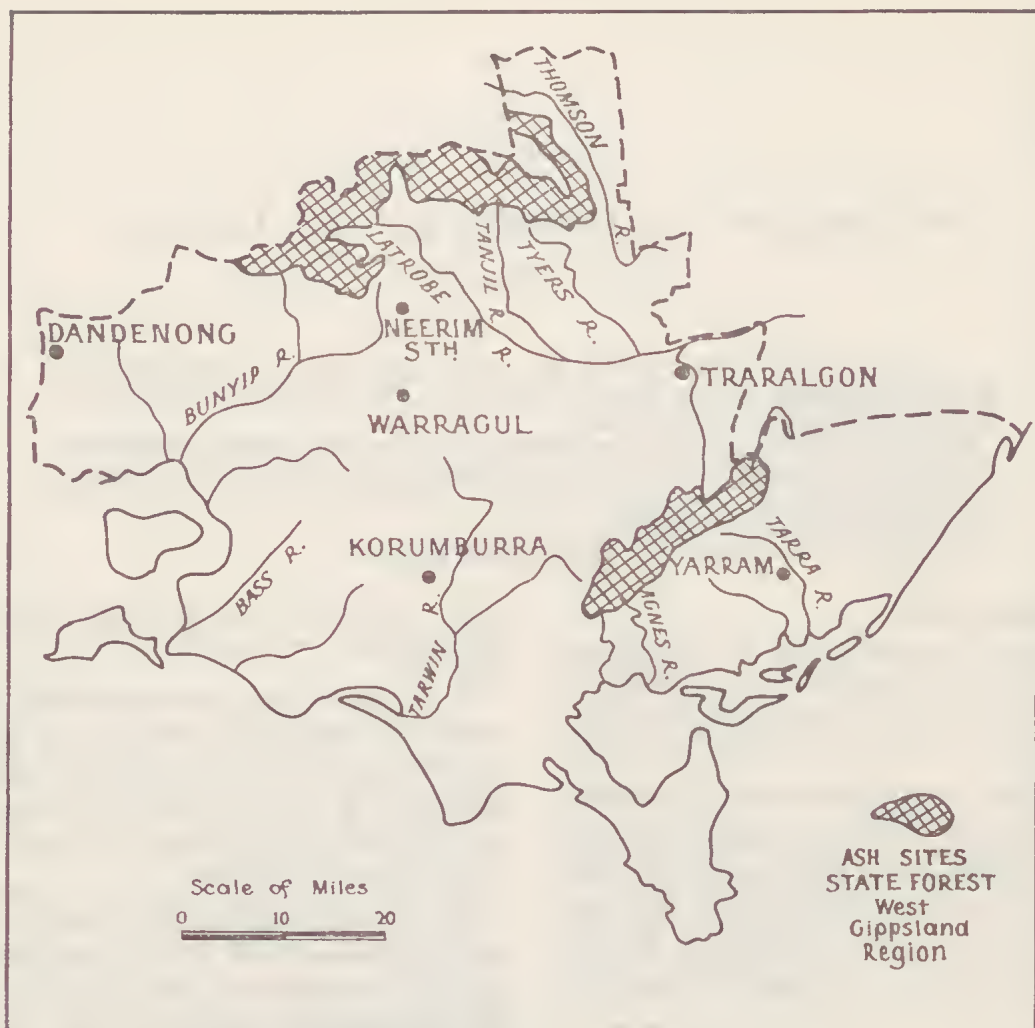 THOMSON R.
LATROBE R.
TANJIL R.
TYERS R.
DANDENONG
NEERIM
STH.
BUNYIP R.
TRARALGON
WARRAGUL
KORUMBURRA
BASS R.
TARWIN R.
YARRAM
TARRA R.
AGNES R.
Scale of Miles
0 10 20
ASH SITES
STATE FOREST
West
Gippsland
Region